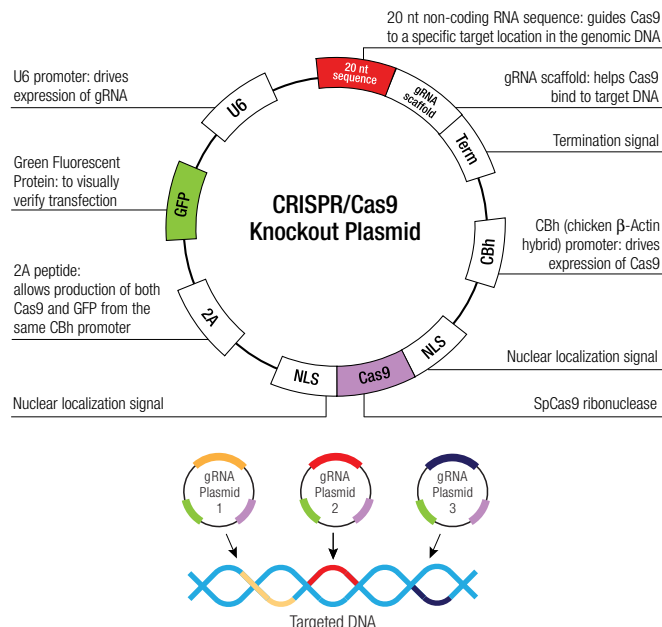 20 nt non-coding RNA sequence: guides Cas9
to a specific target location in the genomic DNA
U6 promoter: drives
expression of gRNA
20 nt
sequence
gRNA
scaffold
gRNA scaffold: helps Cas9
bind to target DNA
U6
Term
Termination signal
Green Fluorescent
Protein: to visually
verify transfection
GFP
CRISPR/Cas9
Knockout Plasmid
CBh
CBh (chicken β-Actin
hybrid) promoter: drives
expression of Cas9
2A peptide:
allows production of both
Cas9 and GFP from the
same CBh promoter
2A
NLS
Cas9
NLS
Nuclear localization signal
Nuclear localization signal
SpCas9 ribonuclease
gRNA
Plasmid
1
gRNA
Plasmid
2
gRNA
Plasmid
3
Targeted DNA